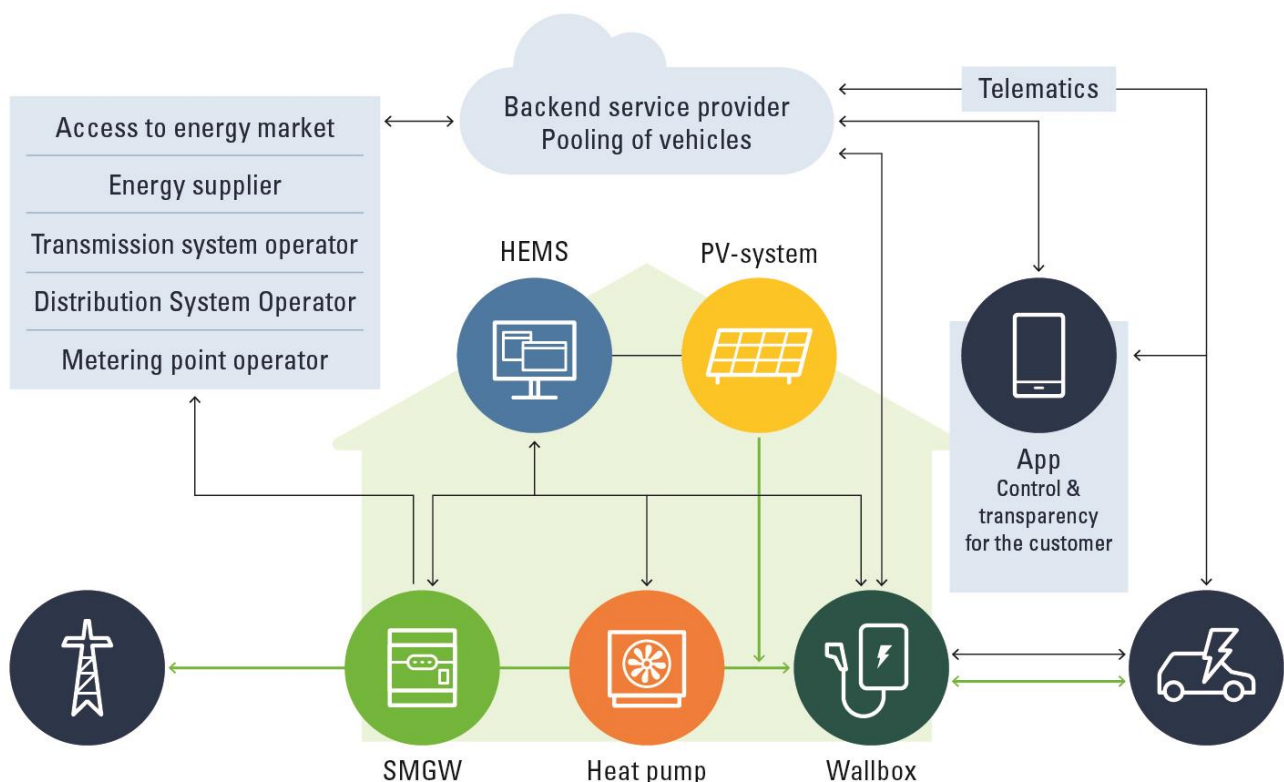 Telematics
Backend service provider
Pooling of vehicles
Access to energy market
Energy supplier
Transmission system operator
Distribution System Operator
Metering point operator
HEMS
PV-system
App
Control &
transparency
for the customer
SMGW
Heat pump
Wallbox